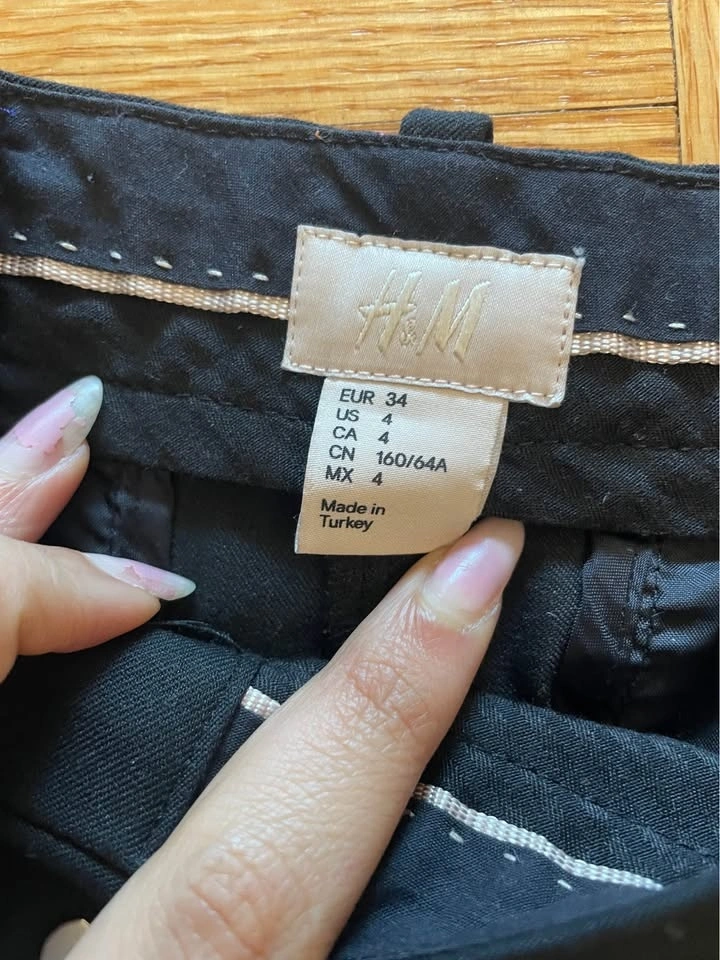 H&M
EUR 34
US 4
CA 4
CN 160/64A
MX 4
Made in
Turkey